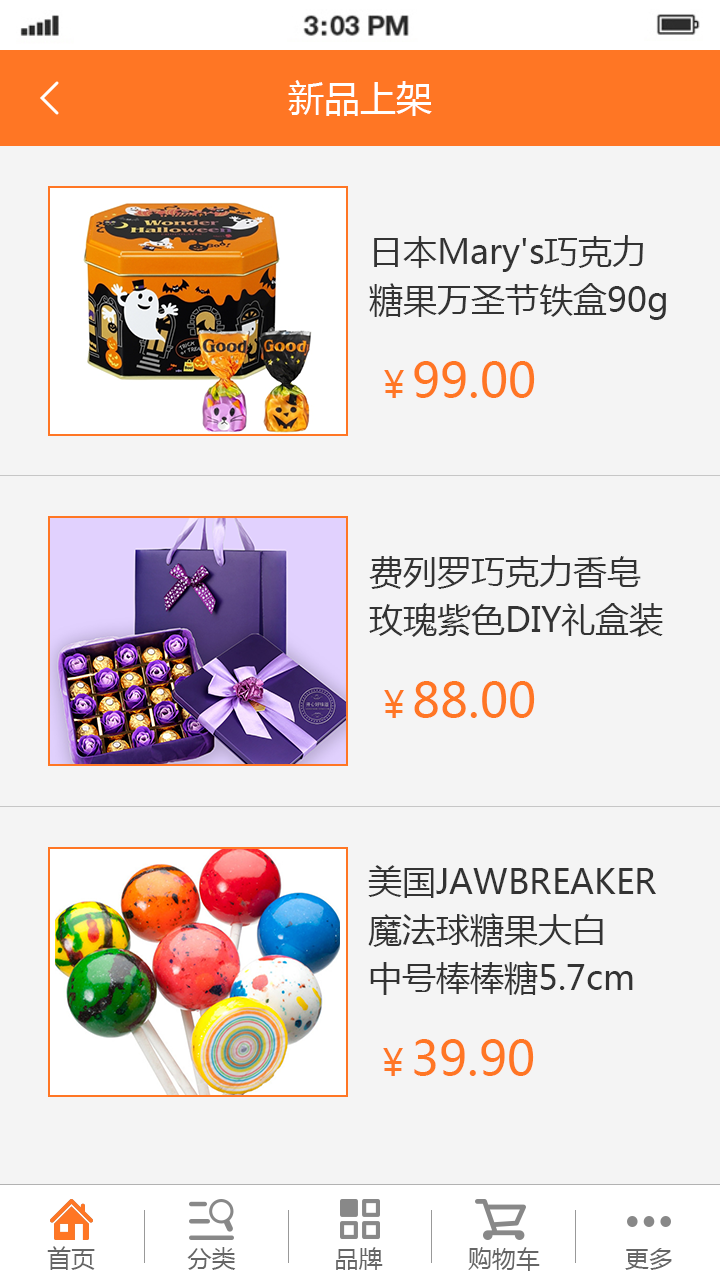 3:03 PM
新品上架
Wonder
Halloween
TRICK
Good
Good
日本Mary's巧克力
糖果万圣节铁盒90g
¥ 99.00
费列罗巧克力香皂
玫瑰紫色DIY礼盒装
¥ 88.00
美国JAWBREAKER
魔法球糖果大白
中号棒棒糖5.7cm
¥ 39.90
首页
分类
品牌
购物车
更多